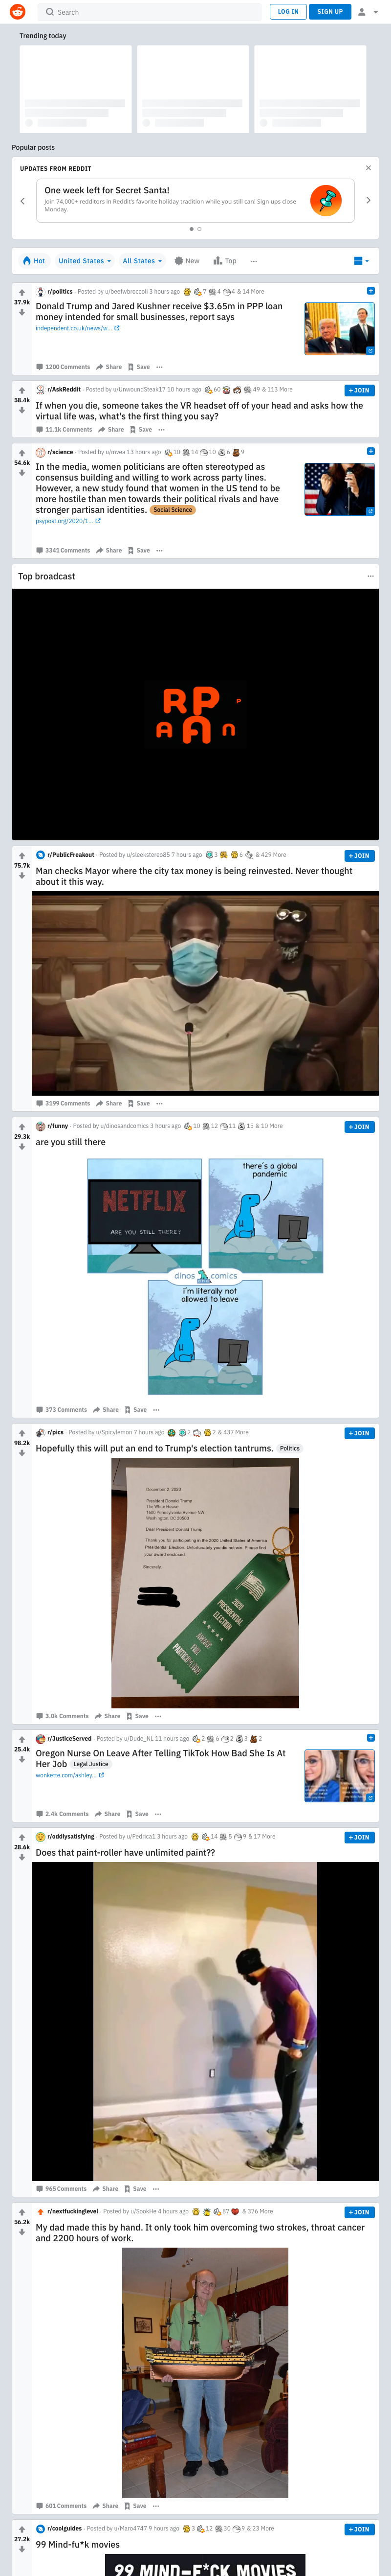 Search
LOG IN
SIGN UP
Trending today
Popular posts
UPDATES FROM REDDIT
One week left for Secret Santa!
Join 74,000+ redditors in Reddit's favorite holiday tradition while you still can! Sign ups close
Monday.
Hot
United States
All States
New
Top
37.9k
r/politics · Posted by u/boefwbroccoli 3 hours ago 7 4 4 & 14 More
Donald Trump and Jared Kushner receive $3.65m in PPP loan
money intended for small businesses, report says
independent.co.uk/news/w...
1200 Comments Share Save
58.4k
r/AskReddit · Posted by u/UnwoundSteak17 10 hours ago 60 49 & 113 More
+ JOIN
If when you die, someone takes the VR headset off of your head and asks how the
virtual life was, what's the first thing you say?
11.1k Comments Share Save
54.6k
r/science · Posted by u/mvea 13 hours ago 10 14 10 6 9
In the media, women politicians are often stereotyped as
consensus building and willing to work across party lines.
However, a new study found that women in the US tend to be
more hostile than men towards their political rivals and have
stronger partisan identities. Social Science
psypost.org/2020/1...
3341 Comments Share Save
Top broadcast
RPAn
75.7k
r/PublicFreakout · Posted by u/sleekstereo85 7 hours ago 3 6 & 429 More
+ JOIN
Man checks Mayor where the city tax money is being reinvested. Never thought
about it this way.
3199 Comments Share Save
29.3k
r/funny · Posted by u/dinosandcomics 3 hours ago 10 12 11 15 & 10 More
+ JOIN
are you still there
NETFLIX
ARE YOU STILL THERE?
there's a global
pandemic
dinos comics
I'm literally not
allowed to leave
373 Comments Share Save
98.2k
r/pics · Posted by u/Spicylemon 7 hours ago 2 2 & 437 More
+ JOIN
Hopefully this will put an end to Trump's election tantrums. Politics
December 2, 2020
President Donald Trump
The White House
1600 Pennsylvania Avenue NW
Washington, DC 20500
Dear President Donald Trump
Thank you for participating in the 2020 United States of America
Presidential Election. Unfortunately you did not win. Please find
your award enclosed.
2020
PRESIDENTIAL
ELECTION
3.0k Comments Share Save
25.4k
r/JusticeServed · Posted by u/Dude_NL 11 hours ago 2 6 2 3 2
Oregon Nurse On Leave After Telling TikTok How Bad She Is At
Her Job Legal Justice
wonkette.com/ashley...
2.4k Comments Share Save
28.6k
r/oddlysatisfying · Posted by u/Pedrica1 3 hours ago 14 5 9 & 17 More
+ JOIN
Does that paint-roller have unlimited paint??
965 Comments Share Save
56.2k
r/nextfuckinglevel · Posted by u/SookHe 4 hours ago 87 & 376 More
+ JOIN
My dad made this by hand. It only took him overcoming two strokes, throat cancer
and 2200 hours of work.
601 Comments Share Save
27.2k
r/coolguides · Posted by u/Maro4747 9 hours ago 3 12 30 9 & 23 More
+ JOIN
99 Mind-fu*k movies
99 MIND-F*CK MOVIES